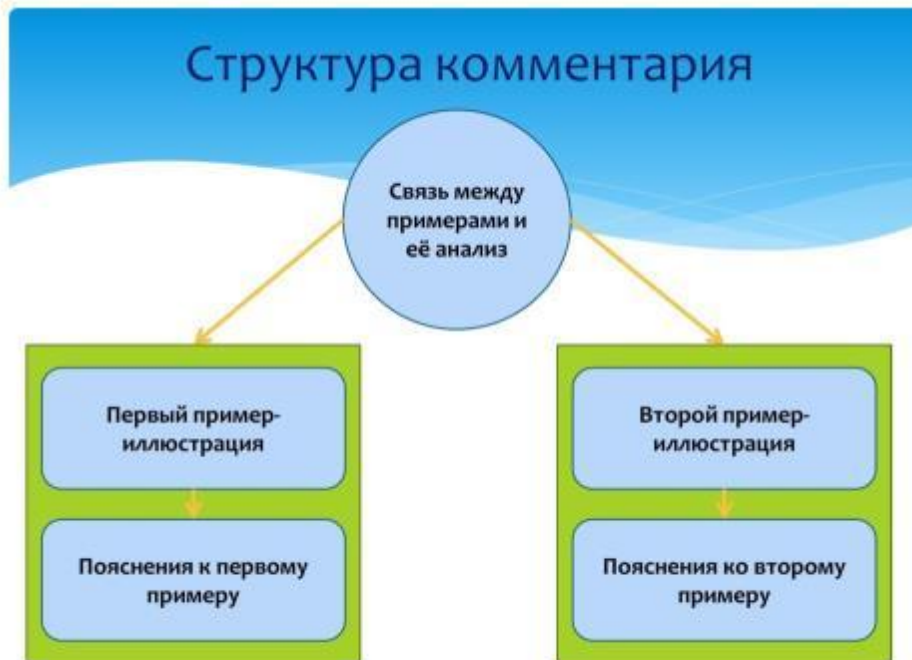 Структура комментария
Связь между
примерами и
её анализ
Первый пример-
иллюстрация
Пояснения к первому
примеру
Второй пример-
иллюстрация
Пояснения ко второму
примеру